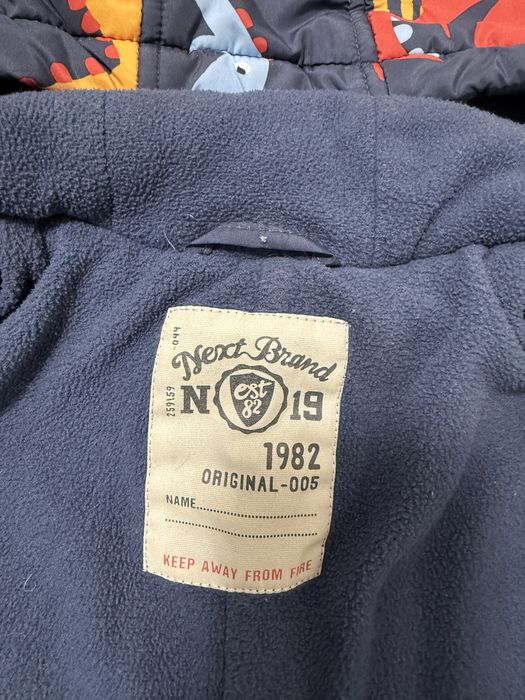 Next Brand
259159 -044
N est 82 19
1982
ORIGINAL-005
NAME..............................
..............................
KEEP AWAY FROM FIRE